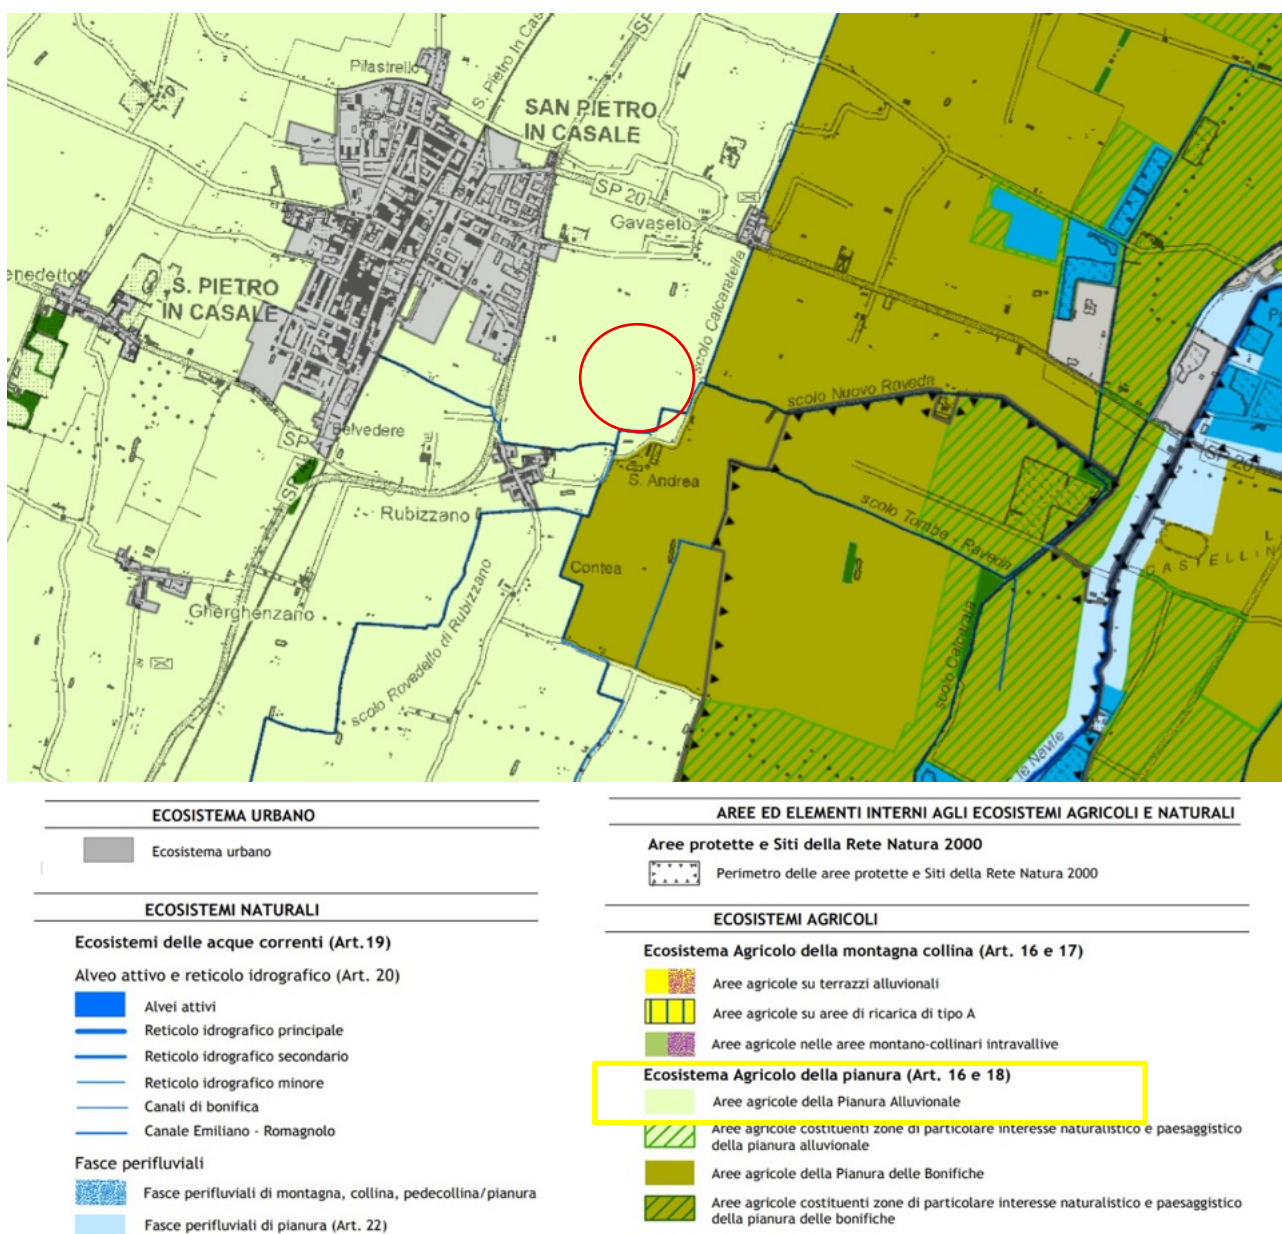 Pilastrello
S. Pietro In Cas
SP
SAN PIETRO
IN CASALE
SP 20
Gavaseto
enedetto
S. PIETRO
IN CASALE
scolo Calcaratella
scolo Nuovo Raveda
Belvedere
SP
SP
SP 20
S. Andrea
Rubizzano
scolo Tombe - Raveda
Contea
CASTELLIN
Gherghenzano
scolo Rovedello di Rubizzano
scolo Calcarata
le Navile
ECOSISTEMA URBANO
Ecosistema urbano
ECOSISTEMI NATURALI
Ecosistemi delle acque correnti (Art.19)
Alveo attivo e reticolo idrografico (Art. 20)
Alvei attivi
Reticolo idrografico principale
Reticolo idrografico secondario
Reticolo idrografico minore
Canali di bonifica
Canale Emiliano - Romagnolo
Fasce perifluviali
Fasce perifluviali di montagna, collina, pedecollina/pianura
Fasce perifluviali di pianura (Art. 22)
AREE ED ELEMENTI INTERNI AGLI ECOSISTEMI AGRICOLI E NATURALI
Aree protette e Siti della Rete Natura 2000
Perimetro delle aree protette e Siti della Rete Natura 2000
ECOSISTEMI AGRICOLI
Ecosistema Agricolo della montagna collina (Art. 16 e 17)
Aree agricole su terrazzi alluvionali
Aree agricole su aree di ricarica di tipo A
Aree agricole nelle aree montano-collinari intravallive
Ecosistema Agricolo della pianura (Art. 16 e 18)
Aree agricole della Pianura Alluvionale
Aree agricole costituenti zone di particolare interesse naturalistico e paesaggistico
della pianura alluvionale
Aree agricole della Pianura delle Bonifiche
Aree agricole costituenti zone di particolare interesse naturalistico e paesaggistico
della pianura delle bonifiche